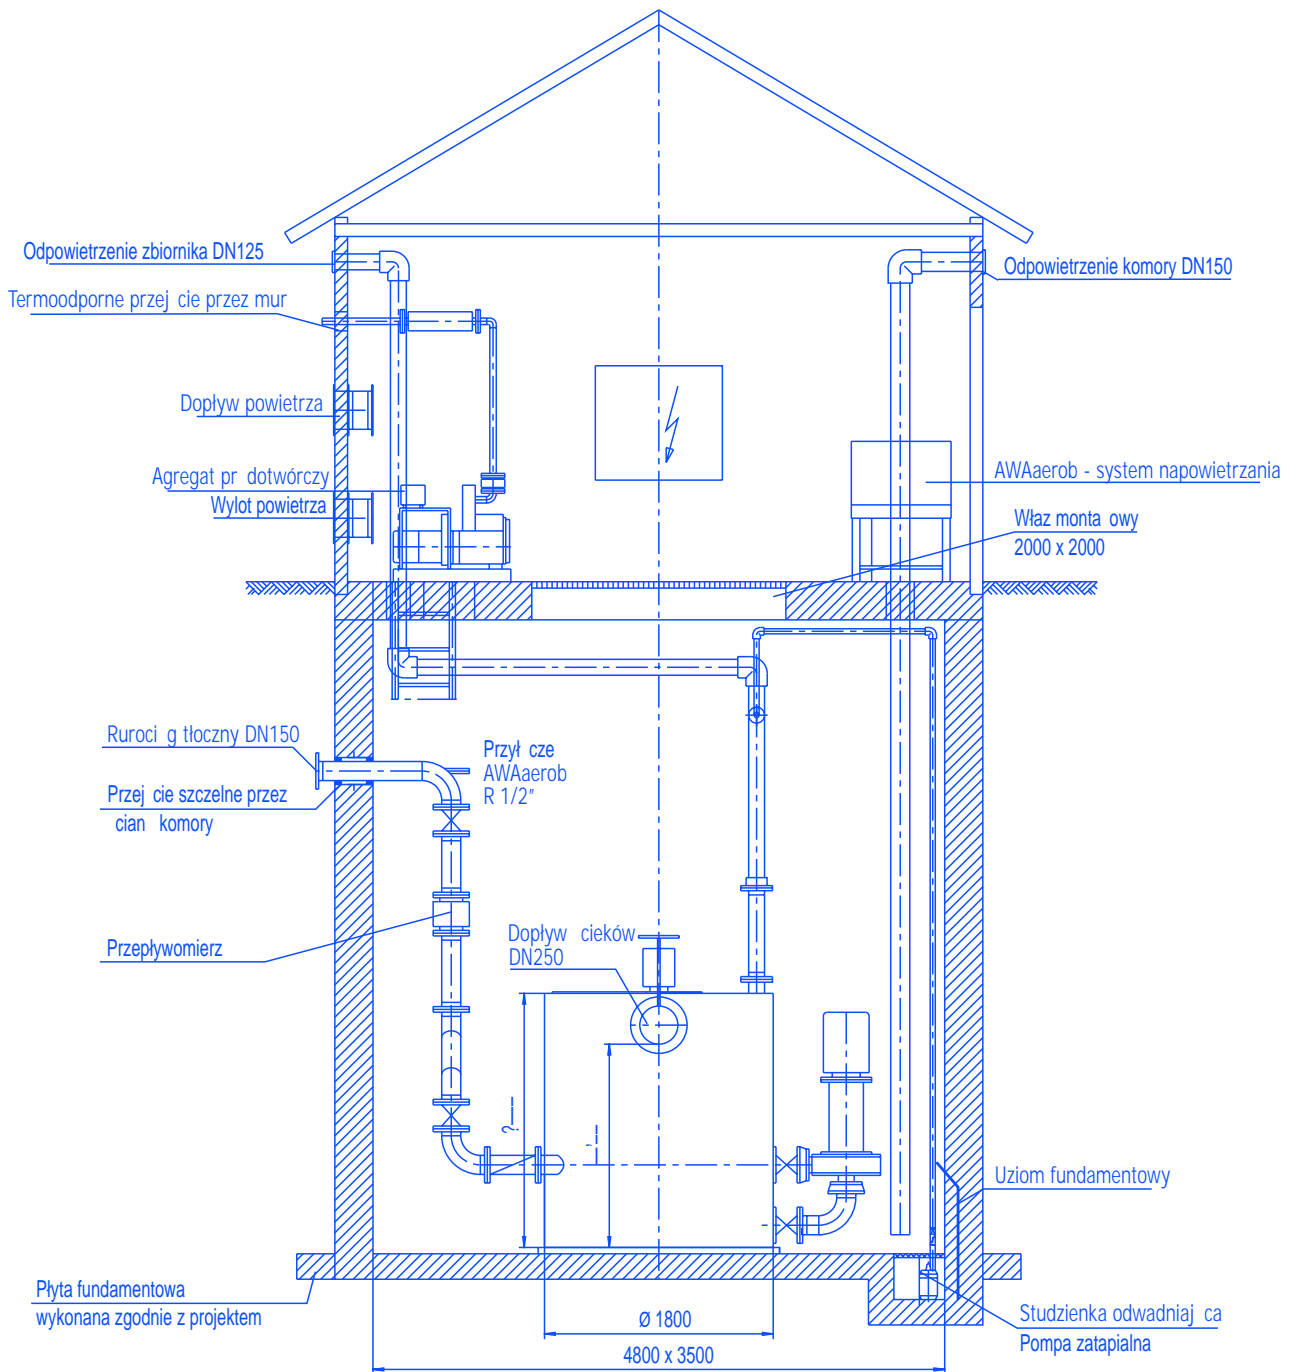 Odpowietrzenie zbiornika DN125
Odpowietrzenie komory DN150
Termoodporne przej cie przez mur
Dopływ powietrza
Agregat pr dotwórczy
Wylot powietrza
AWAaerob - system napowietrzania
Właz monta owy
2000 x 2000
Ruroci g tłoczny DN150
Przył cze
AWAaerob
R 1/2"
Przej cie szczelne przez
cian komory
Przepływomierz
Dopływ cieków
DN250
Uziom fundamentowy
Płyta fundamentowa
wykonana zgodnie z projektem
Studzienka odwadniaj ca
Pompa zatapialna
Ø 1800
4800 x 3500